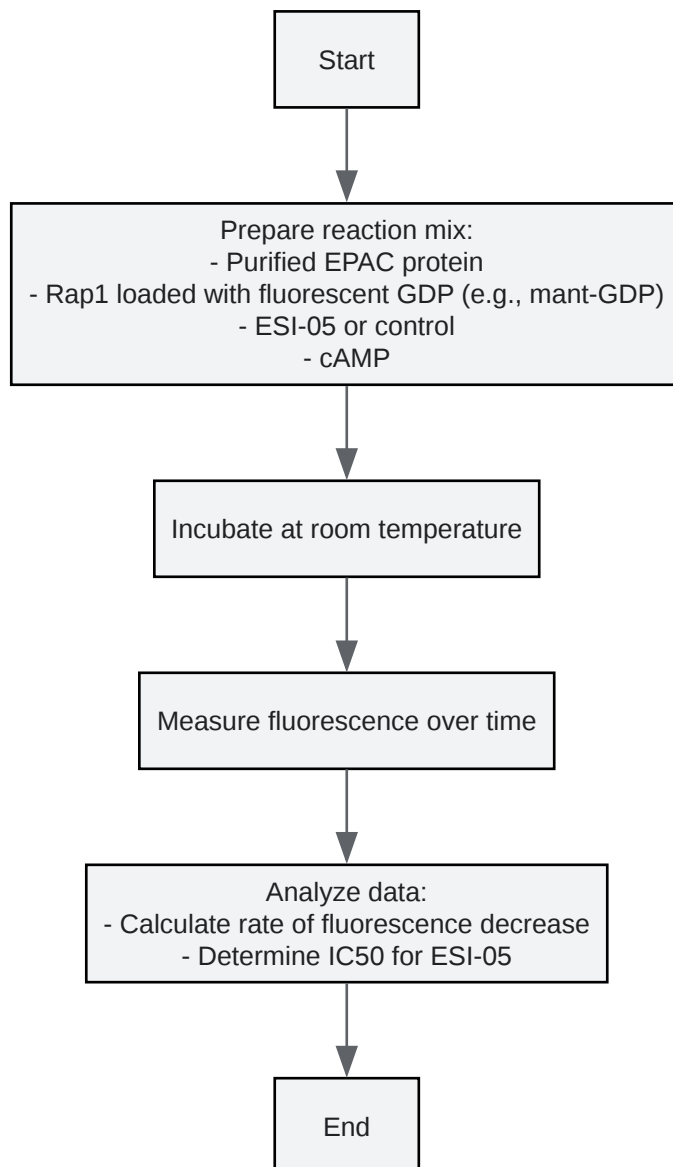 Start
Prepare reaction mix:
- Purified EPAC protein
- Rap1 loaded with fluorescent GDP (e.g., mant-GDP)
- ESI-05 or control
- cAMP
Incubate at room temperature
Measure fluorescence over time
Analyze data:
- Calculate rate of fluorescence decrease
- Determine IC50 for ESI-05
End